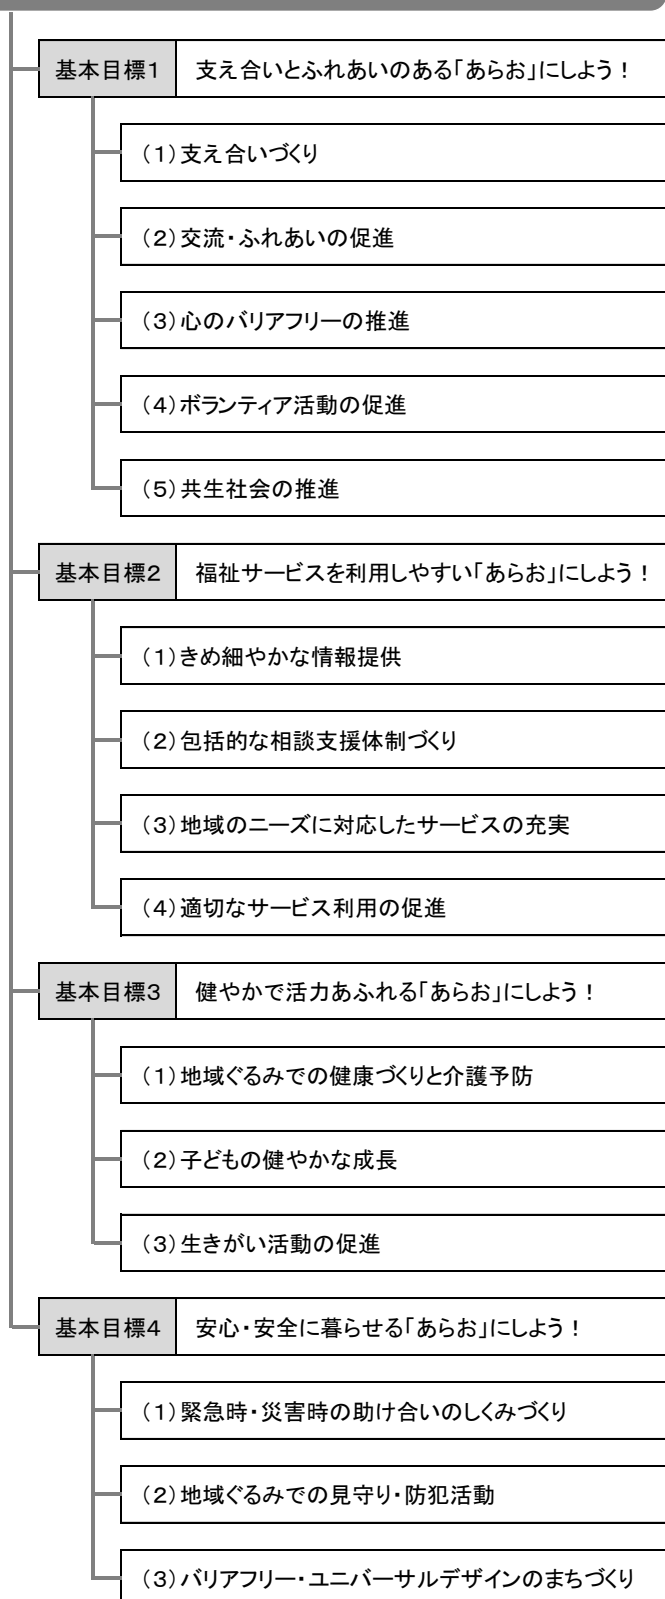 基本目標1 支え合いとふれあいのある「あらお」にしよう！
（1）支え合いづくり
（2）交流・ふれあいの促進
（3）心のバリアフリーの推進
（4）ボランティア活動の促進
（5）共生社会の推進
基本目標2 福祉サービスを利用しやすい「あらお」にしよう！
（1）きめ細やかな情報提供
（2）包括的な相談支援体制づくり
（3）地域のニーズに対応したサービスの充実
（4）適切なサービス利用の促進
基本目標3 健やかで活力あふれる「あらお」にしよう！
（1）地域ぐるみでの健康づくりと介護予防
（2）子どもの健やかな成長
（3）生きがい活動の促進
基本目標4 安心・安全に暮らせる「あらお」にしよう！
（1）緊急時・災害時の助け合いのしくみづくり
（2）地域ぐるみでの見守り・防犯活動
（3）バリアフリー・ユニバーサルデザインのまちづくり